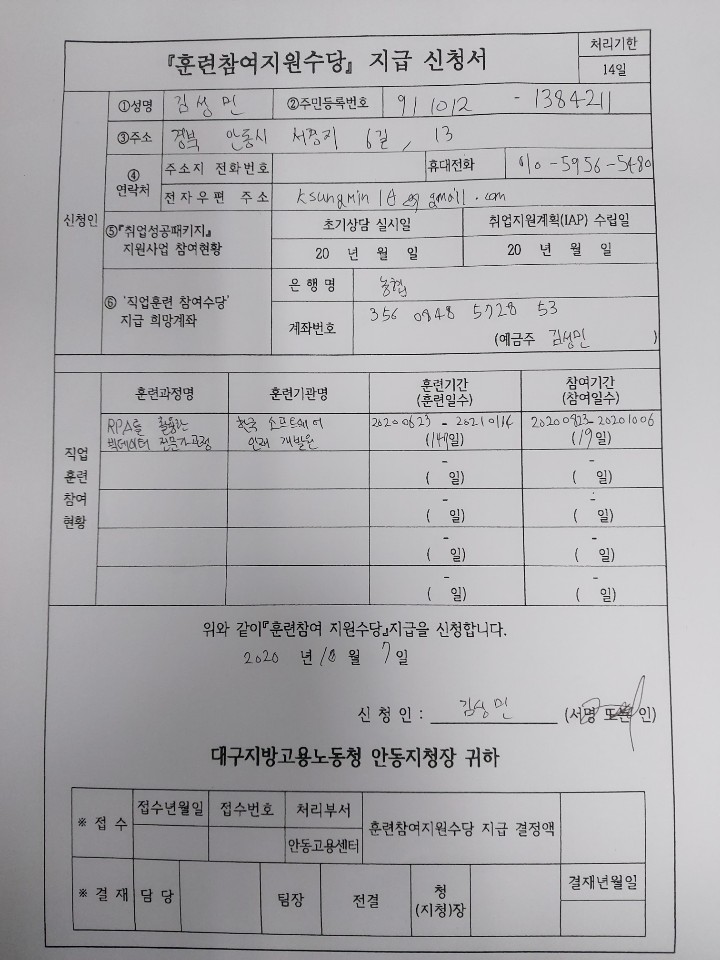 『훈련참여지원수당』 지급 신청서
처리기한
14일
신청인
①성명 김성민 ②주민등록번호 911012 - 1384211
③주소 경북 안동시 서경지 6길, 13
④ 연락처
주소지 전화번호 휴대전화 010-5956-5480
전자우편 주소 @gmail.com
⑤『취업성공패키지』 지원사업 참여현황
초기상담 실시일 취업지원계획(IAP) 수립일
20 년 월 일 20 년 월 일
⑥ '직업훈련 참여수당' 지급 희망계좌
은 행 명 농협
계좌번호 356 0848 5728 53
(예금주 김성민 )
직업 훈련 참여 현황
훈련과정명 훈련기관명 훈련기간 (훈련일수) 참여기간 (참여일수)
RPA를 활용한 한국 소프트웨어 20200623 - 20210114 20200823-20201006
빅데이터 전문가과정 인재 개발원 (149일) (19일)
-  -
( 일) ( 일)
-  -
( 일) ( 일)
-  -
( 일) ( 일)
-  -
( 일) ( 일)
위와 같이『훈련참여 지원수당』지급을 신청합니다.
2020 년 10 월 7 일
신 청 인 : 김성민 (서명 또는 인)
대구지방고용노동청 안동지청장 귀하
※ 접 수 접수년월일 접수번호 처리부서 훈련참여지원수당 지급 결정액
안동고용센터
※ 결 재 담 당 팀장 전결 청 (지청)장 결재년월일